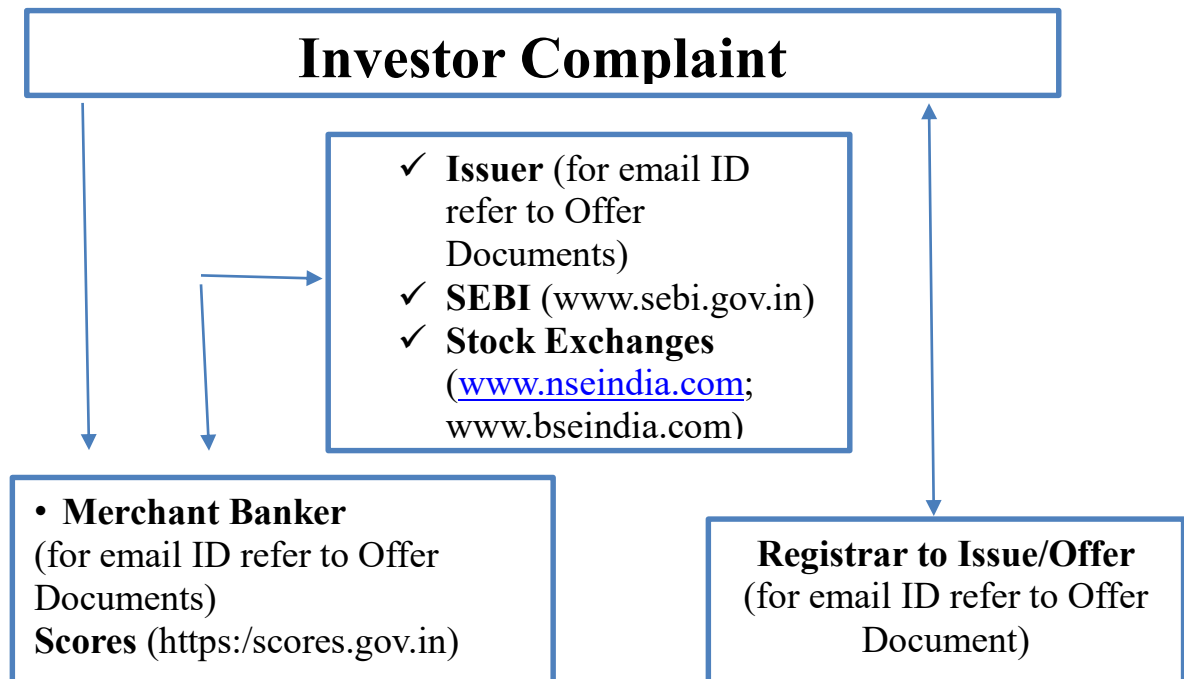 Investor Complaint
✓ Issuer (for email ID
refer to Offer
Documents)
✓ SEBI (www.sebi.gov.in)
✓ Stock Exchanges
(www.nseindia.com;
www.bseindia.com)
• Merchant Banker
(for email ID refer to Offer
Documents)
Scores (https:/scores.gov.in)
Registrar to Issue/Offer
(for email ID refer to Offer
Document)